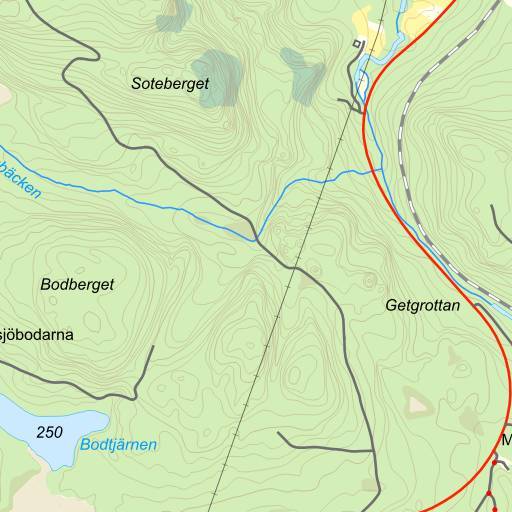 Soteberget
bäcken
Bodberget
Getgrottan
sjöbodarna
250
Bodtjärnen
M